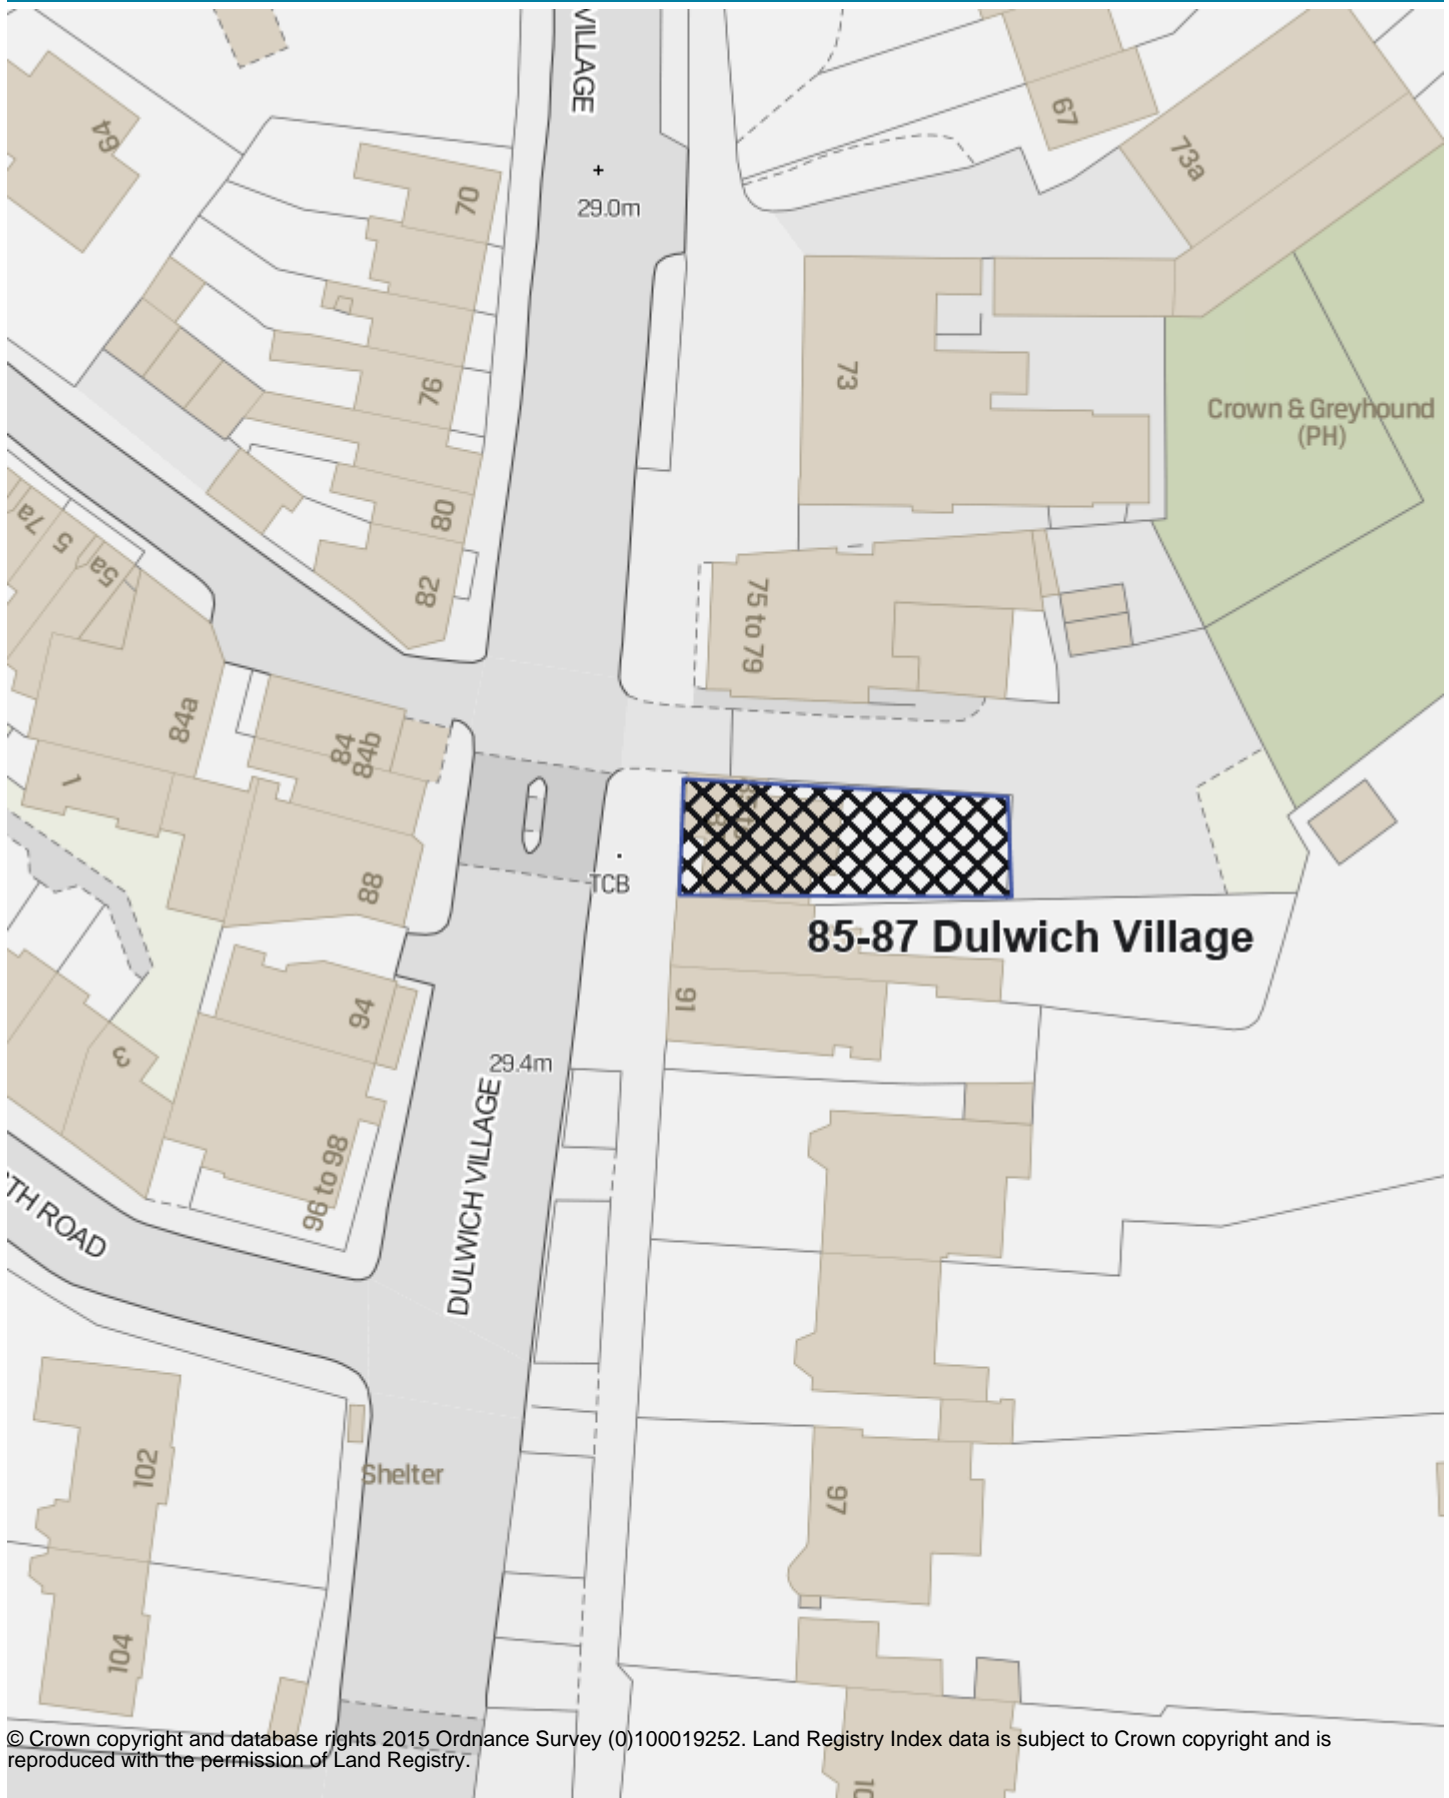 VILLAGE
64
67
73a
70
29.0m
73
76
Crown & Greyhound
(PH)
80
7a
5
5a
82
75 to 79
84a
84
84b
1
88
TCB
85-87 Dulwich Village
91
94
3
29.4m
DULWICH VILLAGE
96 to 98
TH ROAD
102
Shelter
97
104
© Crown copyright and database rights 2015 Ordnance Survey (0)100019252. Land Registry Index data is subject to Crown copyright and is
reproduced with the permission of Land Registry.